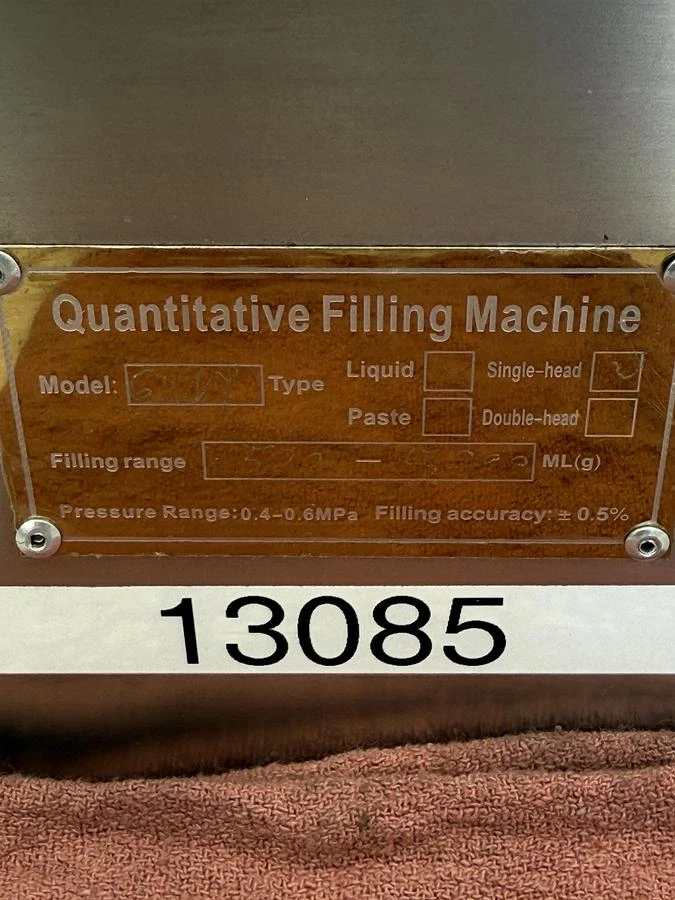 Quantitative Filling Machine
Model: Type Liquid Single-head
Paste Double-head
Filling range — ML(g)
Pressure Range:0.4-0.6MPa Filling accuracy: ± 0.5%
13085